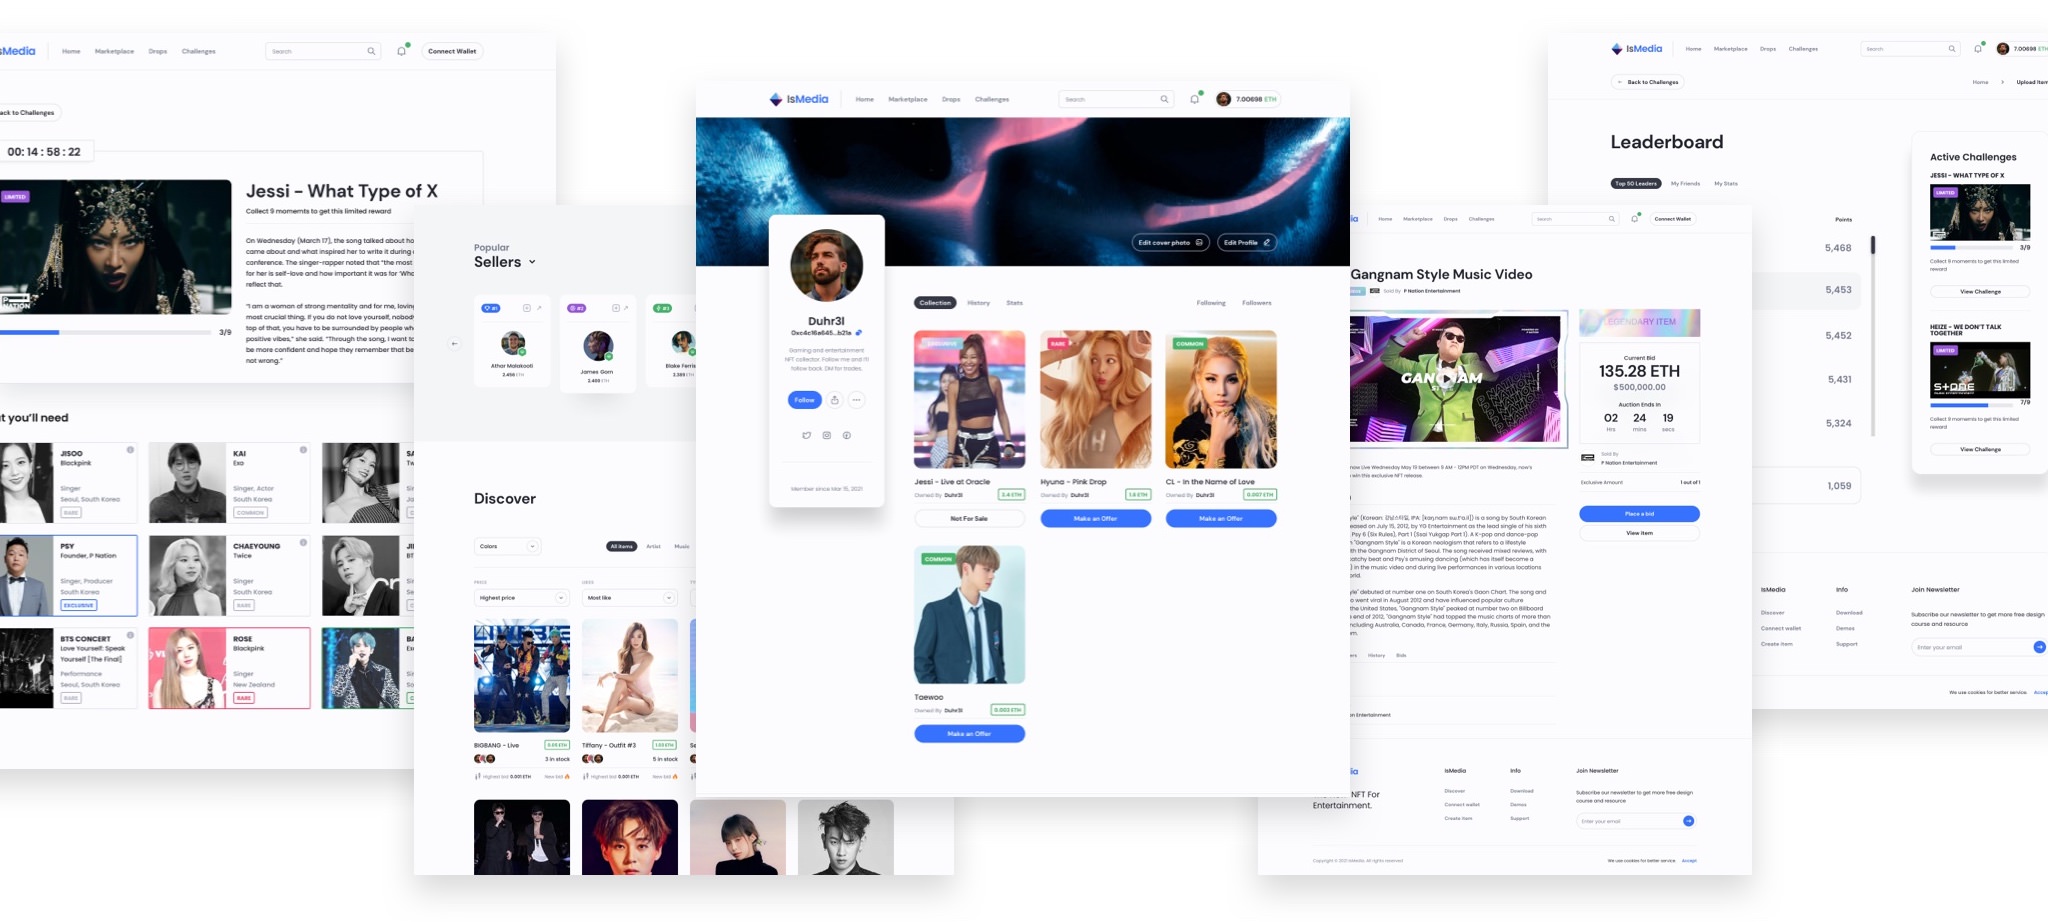 sMedia
Home
Marketplace
Drops
Challenges
Search
Connect Wallet
ack to Challenges
00: 14 : 58 : 22
LIMITED
NATION
3/9
Jessi - What Type of X
Collect 9 moments to get this limited reward
On Wednesday (March 17), the song talked about ho
came about and what inspired her to write it during
conference. The singer-rapper noted that "the most
for her is self-love and how important it was for 'Wha
reflect that.
"I am a woman of strong mentality and for me, loving
most crucial thing. If you do not love yourself, nobody
top of that, you have to be surrounded by people wh
positive vibes," she said. "Through the song, I want to
be more confident and hope they remember that be
not wrong."
t you'll need
JISOO
Blackpink
Singer
Seoul, South Korea
RARE
KAI
Exo
Singer, Actor
South Korea
COMMON
SA
Tw
Si
So
PSY
Founder, P Nation
Singer, Producer
South Korea
EXCLUSIVE
CHAEYOUNG
Twice
Singer
South Korea
RARE
JI
BT
Si
So
BTS CONCERT
Love Yourself: Speak
Yourself [The Final]
Performance
Seoul, South Korea
RARE
ROSE
Blackpink
Singer
New Zealand
RARE
BA
Ex
Popular
Sellers
#1
Athar Malakooti
2.456 ETH
#2
James Gorn
2.409 ETH
#3
Blake Ferris
2.389 ETH
Discover
Colors
All items
Artist
Music
PRICE
Highest price
LIKES
Most like
BIGBANG - Live
3 in stock
Highest bid 0.001 ETH
New bid
Tiffany - Outfit #3
5 in stock
Highest bid 0.001 ETH
New bid
Se
IsMedia
Home
Marketplace
Drops
Challenges
Search
7.00698 ETH
Edit cover photo
Edit Profile
Duhr3l
0xc4c16a645...b21a
Gaming and entertainment
NFT collector. Follow me and I'll
follow back. DM for trades.
Follow
Member since Mar 15, 2021
Collection
History
Stats
Following
Followers
EXCLUSIVE
Jessi - Live at Oracle
Owned By Duhr3l
3.4 ETH
Not For Sale
RARE
Hyuna - Pink Drop
Owned By Duhr3l
1.6 ETH
Make an Offer
COMMON
CL - In the Name of Love
Owned By Duhr3l
0.007 ETH
Make an Offer
COMMON
Taewoo
Owned By Duhr3l
0.003 ETH
Make an Offer
Home
Marketplace
Drops
Challenges
Search
Connect Wallet
Gangnam Style Music Video
Sold By P Nation Entertainment
GANGNAM
LEGENDARY ITEM
Current Bid
135.28 ETH
$500,000.00
Auction Ends In
02
24
19
Hrs
mins
secs
Sold By
P Nation Entertainment
Exclusive Amount
1 out of 1
Place a bid
View item
now Live Wednesday May 19 between 9 AM - 12PM PDT on Wednesday, now's
win this exclusive NFT release.
yle" (Korean: 강남스타일, IPA: [kaŋnam sɯ.tʰa.il]) is a song by South Korean
eased on July 15, 2012, by YG Entertainment as the lead single of his sixth
Psy 6 (Six Rules), Part 1 (Ssai Yukgap Part 1). A K-pop and dance-pop
"Gangnam Style" is a Korean neologism that refers to a lifestyle
th the Gangnam District of Seoul. The song received mixed reviews, with
atchy beat and Psy's amusing dancing (which has itself become a
) in the music video and during live performances in various locations
orld.
yle" debuted at number one on South Korea's Gaon Chart. The song and
o went viral in August 2012 and have influenced popular culture
the United States, "Gangnam Style" peaked at number two on Billboard
end of 2012, "Gangnam Style" had topped the music charts of more than
cluding Australia, Canada, France, Germany, Italy, Russia, Spain, and the
History
Bids
on Entertainment
ia
NFT For
Entertainment.
IsMedia
Discover
Connect wallet
Create item
Info
Download
Demos
Support
Join Newsletter
Subscribe our newsletter to get more free design
course and resource
Enter your email
Copyright © 2021 IsMedia. All rights reserved
We use cookies for better service.
Accept
IsMedia
Home
Marketplace
Drops
Challenges
Search
7.00698 ETH
Back to Challenges
Home
Upload Item
Leaderboard
Top 50 Leaders
My Friends
My Stats
Points
5,468
5,453
5,452
5,431
5,324
1,059
Active Challenges
JESSI - WHAT TYPE OF X
LIMITED
3/9
Collect 9 moments to get this limited
reward
View Challenge
HEIZE - WE DON'T TALK
TOGETHER
LIMITED
STONE
7/9
Collect 9 moments to get this limited
reward
View Challenge
IsMedia
Discover
Connect wallet
Create item
Info
Download
Demos
Support
Join Newsletter
Subscribe our newsletter to get more free design
course and resource
Enter your email
We use cookies for better service.
Accep